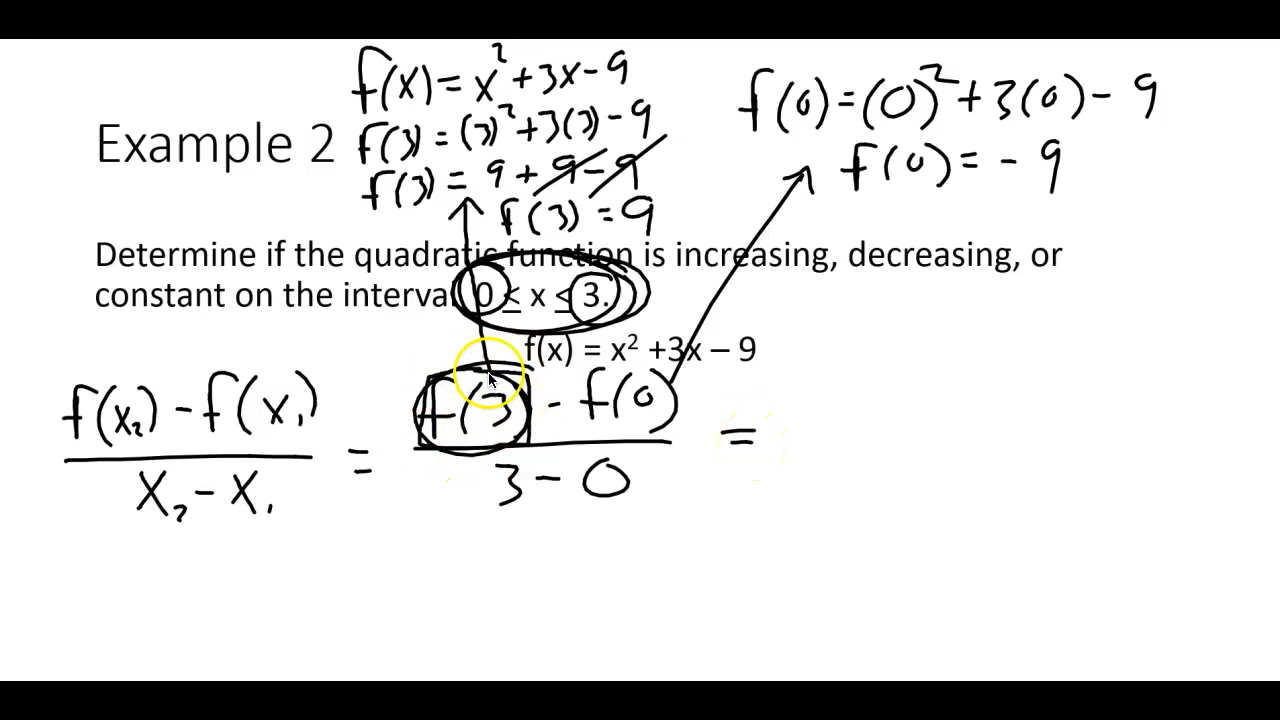 f(x) = x² + 3x - 9
f(3) = (3)² + 3(3) - 9
f(3) = 9 + 9 - 9
f(3) = 9
f(0) = (0)² + 3(0) - 9
f(0) = - 9
Example 2
Determine if the quadratic function is increasing, decreasing, or
constant on the interval 0 ≤ x ≤ 3.
f(x) = x² +3x – 9
f(x₂) - f(x₁) / x₂ - x₁ = f(3) - f(0) / 3 - 0 =